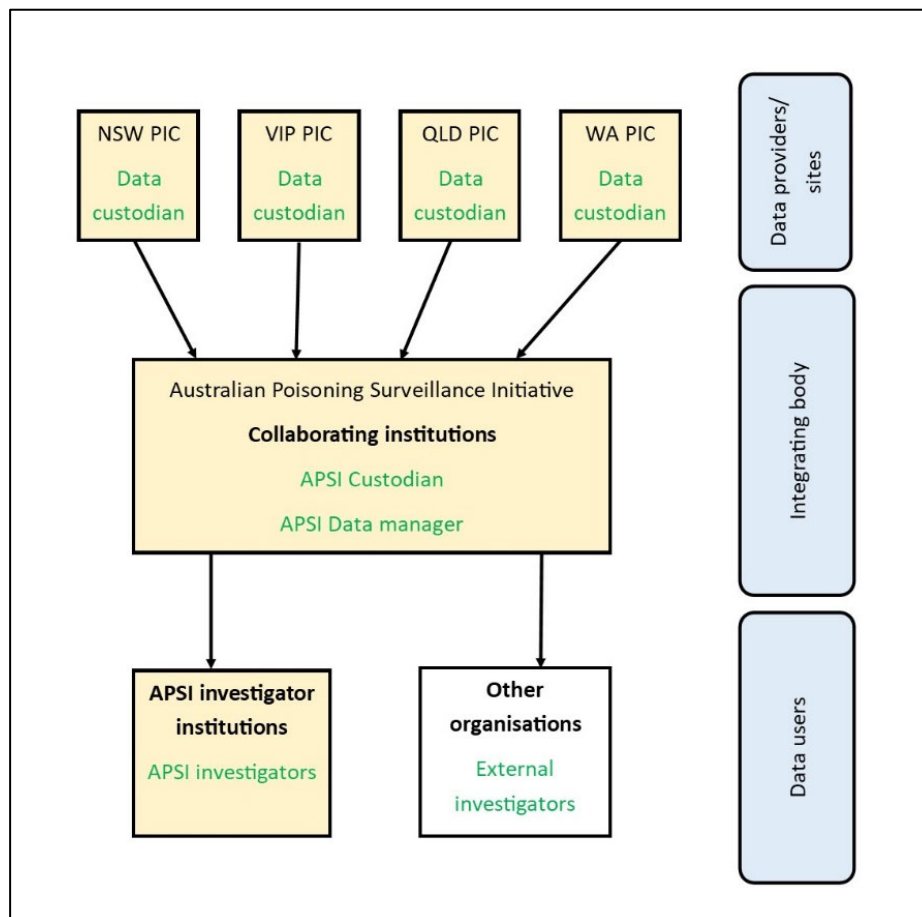 NSW PIC
Data
custodian
VIP PIC
Data
custodian
QLD PIC
Data
custodian
WA PIC
Data
custodian
Data providers/
sites
Australian Poisoning Surveillance Initiative
Collaborating institutions
APSI Custodian
APSI Data manager
Integrating body
APSI investigator
institutions
APSI investigators
Other
organisations
External
investigators
Data users